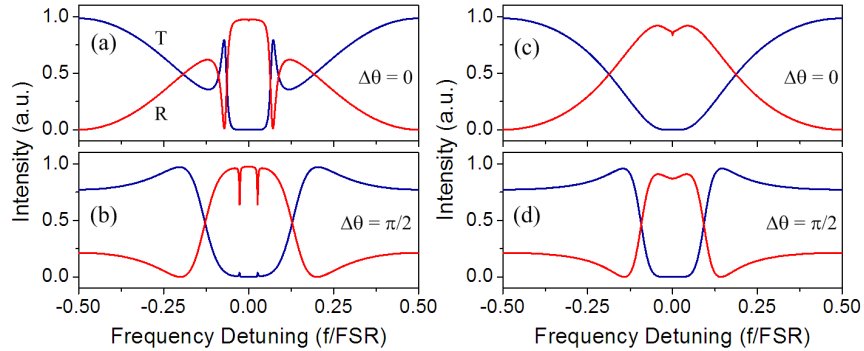 Intensity (a.u.)
1.0
0.5
0.0
(a)
T
R
Δθ = 0
1.0
0.5
0.0
(b)
Δθ = π/2
-0.50 -0.25 0.00 0.25 0.50
Frequency Detuning (f/FSR)
Intensity (a.u.)
1.0
0.5
0.0
(c)
Δθ = 0
1.0
0.5
0.0
(d)
Δθ = π/2
-0.50 -0.25 0.00 0.25 0.50
Frequency Detuning (f/FSR)